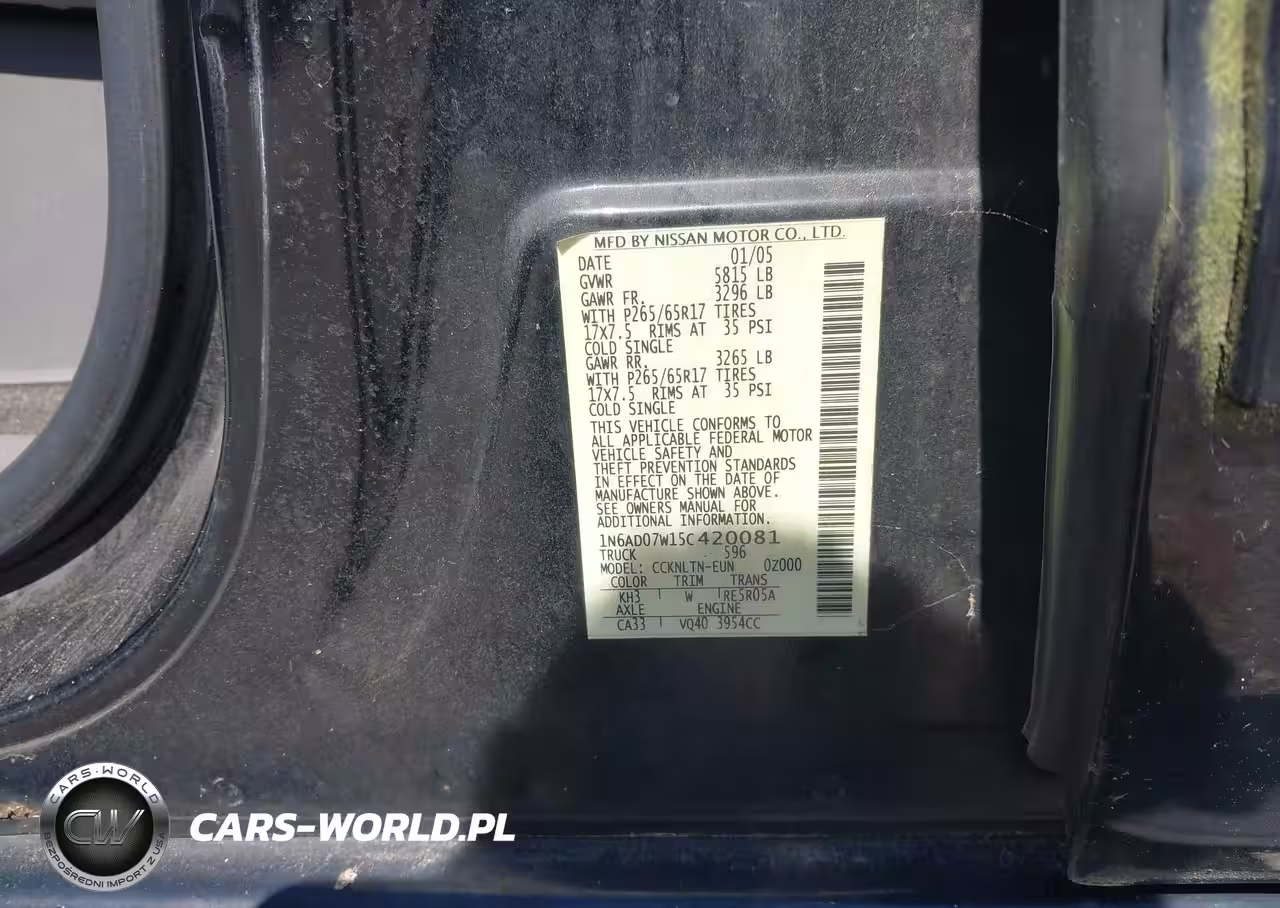 MFD BY NISSAN MOTOR CO., LTD.
DATE 01/05
GVWR 5815 LB
GAWR FR. 3296 LB
WITH P265/65R17 TIRES
17X7.5 RIMS AT 35 PSI
COLD SINGLE
GAWR RR. 3265 LB
WITH P265/65R17 TIRES
17X7.5 RIMS AT 35 PSI
COLD SINGLE
THIS VEHICLE CONFORMS TO
ALL APPLICABLE FEDERAL MOTOR
VEHICLE SAFETY AND
THEFT PREVENTION STANDARDS
IN EFFECT ON THE DATE OF
MANUFACTURE SHOWN ABOVE.
SEE OWNERS MANUAL FOR
ADDITIONAL INFORMATION.
1N6AD07W15C420081
TRUCK 596
MODEL: CCKNLTN-EUN 0Z000
COLOR TRIM TRANS
KH3 W RE5R05A
AXLE ENGINE
CA33 VQ40 3954CC
CARS-WORLD
CW
BEZPOŚREDNI IMPORT Z USA
CARS-WORLD.PL